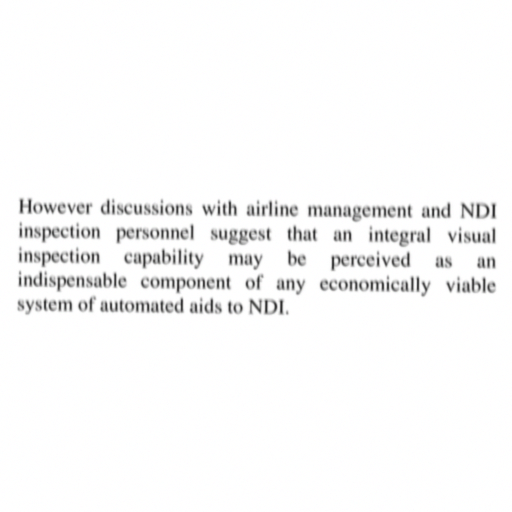 However discussions with airline management and NDI
inspection personnel suggest that an integral visual
inspection capability may be perceived as an
indispensable component of any economically viable
system of automated aids to NDI.